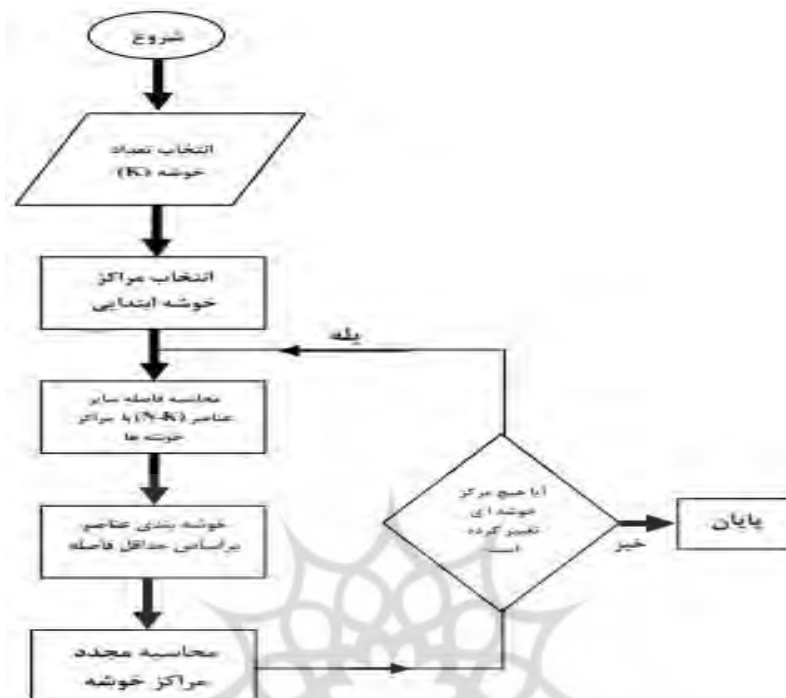 شروع
انتخاب تعداد
خوشه (K)
انتخاب مراکز
خوشه ابتدایی
بله
محاسبه فاصله سایر
عناصر (N-K) با مراکز
خوشه ها
آیا هیچ مرکز
خوشه ای
تغییر کرده
است
خیر
پایان
خوشه بندی عناصر
براساس حداقل فاصله
محاسبه مجدد
مراکز خوشه